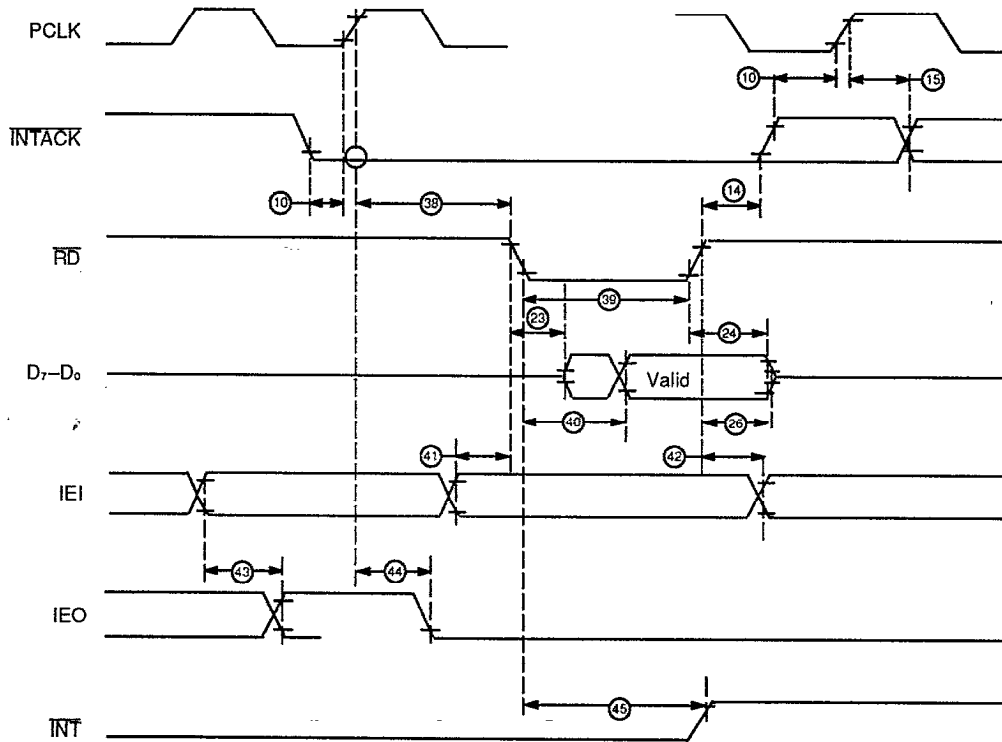 PCLK
10
15
INTACK
14
10
38
RD
39
23
24
D₇–D₀
Valid
40
26
41
42
IEI
43
44
IEO
45
INT